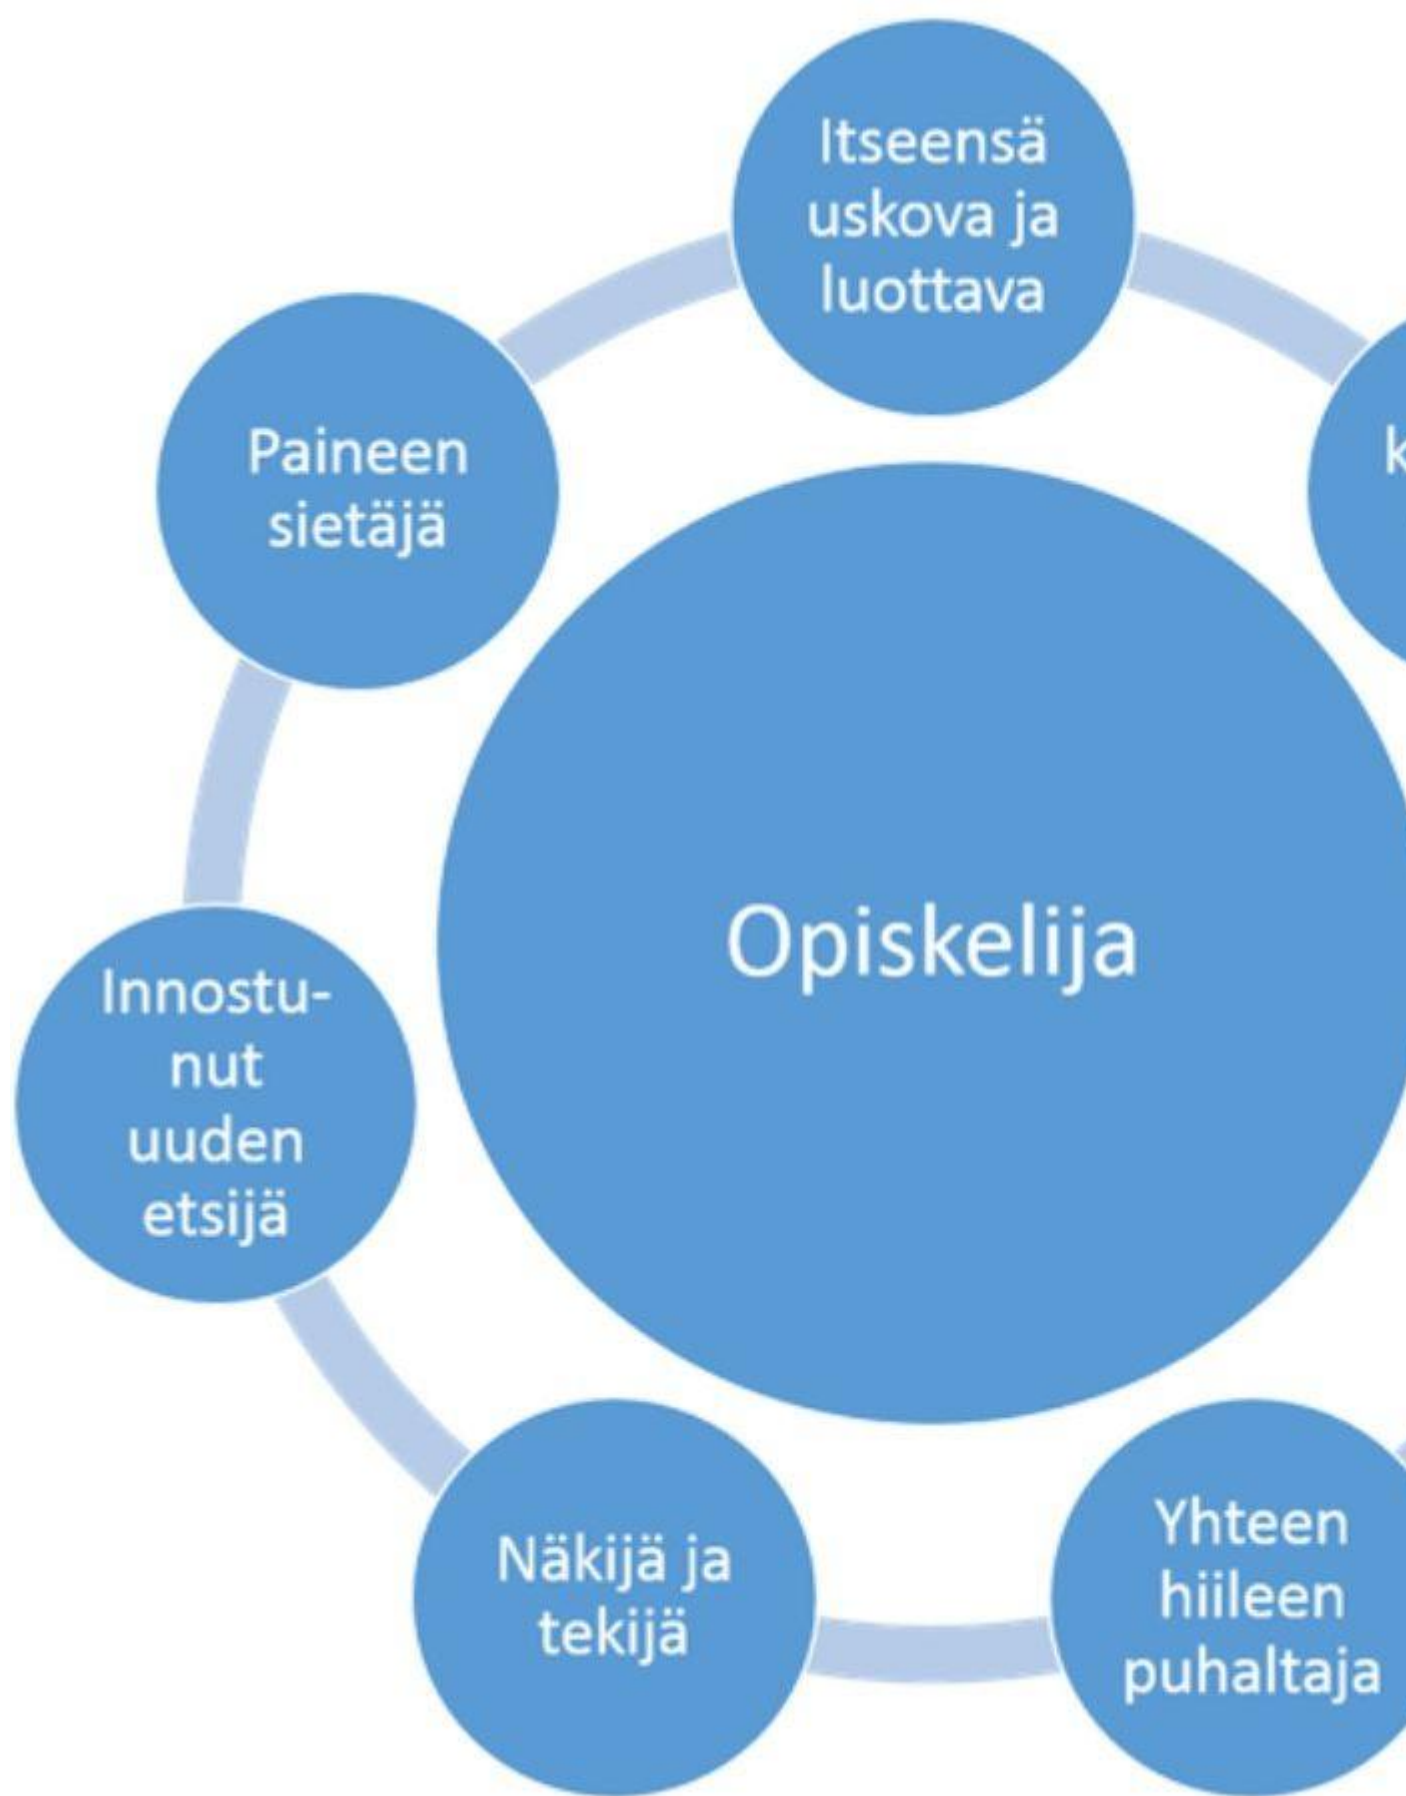 Itseensä
uskova ja
luottava
Paineen
sietäjä
Opiskelija
Innostu-
nut
uuden
etsijä
Näkijä ja
tekijä
Yhteen
hiileen
puhaltaja